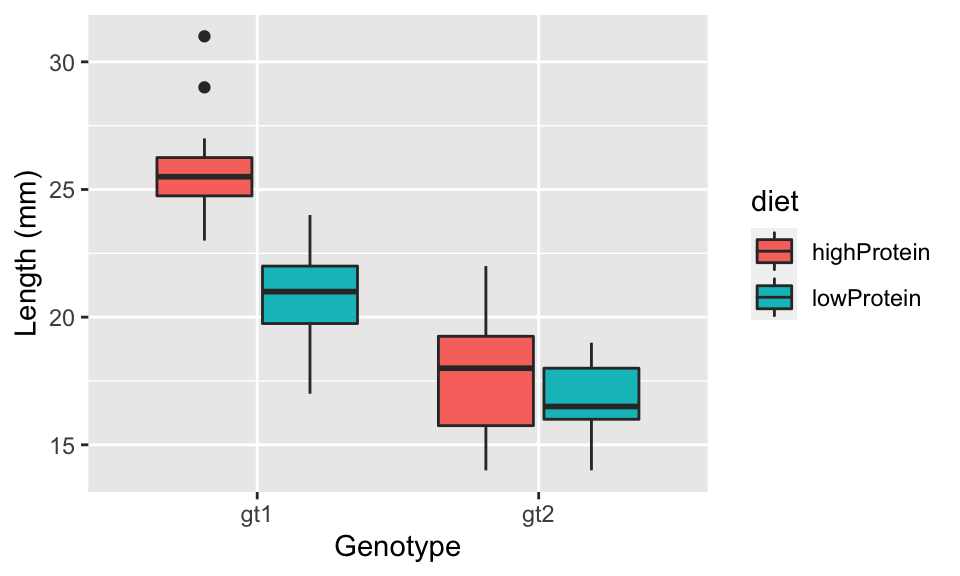 30
25
20
15
Length (mm)
gt1 gt2
Genotype
diet
highProtein
lowProtein